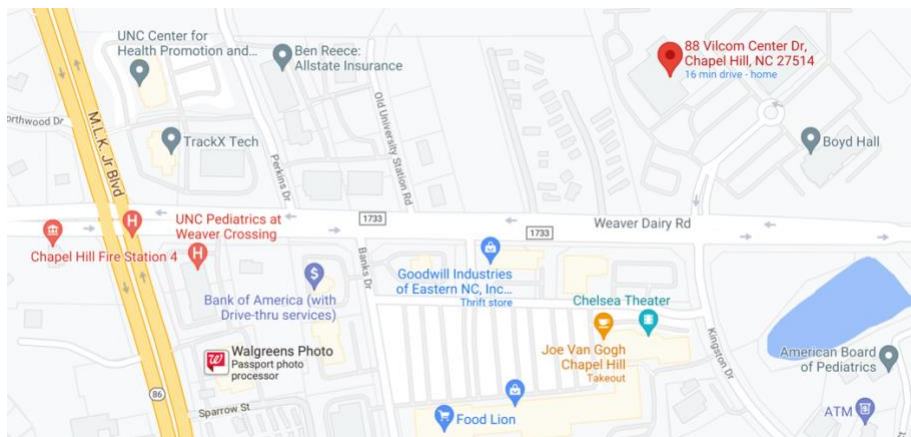 UNC Center for
Health Promotion and...
Ben Reece:
Allstate Insurance
88 Vilcom Center Dr,
Chapel Hill, NC 27514
16 min drive - home
orthwood Dr
M.L.K. Jr Blvd
TrackX Tech
Old University Station Rd
Boyd Hall
Perkins Dr
UNC Pediatrics at
Weaver Crossing
1733
Weaver Dairy Rd
1733
H
H
Chapel Hill Fire Station 4
Banks Dr
Goodwill Industries
of Eastern NC, Inc...
Thrift store
Bank of America (with
Drive-thru services)
$
Chelsea Theater
Kingston Dr
Walgreens Photo
Passport photo
processor
W
Joe Van Gogh
Chapel Hill
Takeout
American Board
of Pediatrics
86
Sparrow St
Food Lion
ATM